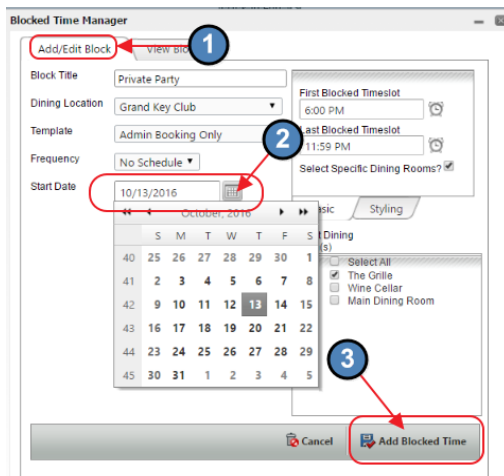 Blocked Time Manager
Add/Edit Block
View Blo
1
Block Title
Private Party
Dining Location
Grand Key Club
Template
Admin Booking Only
Frequency
No Schedule
Start Date
10/13/2016
2
First Blocked Timeslot
6:00 PM
Last Blocked Timeslot
11:59 PM
Select Specific Dining Rooms?
October, 2016
S M T W T F S
40 25 26 27 28 29 30 1
41 2 3 4 5 6 7 8
42 9 10 11 12 13 14 15
43 16 17 18 19 20 21 22
44 23 24 25 26 27 28 29
45 30 31 1 2 3 4 5
Styling
Dining
(s)
Select All
The Grille
Wine Cellar
Main Dining Room
3
Cancel
Add Blocked Time